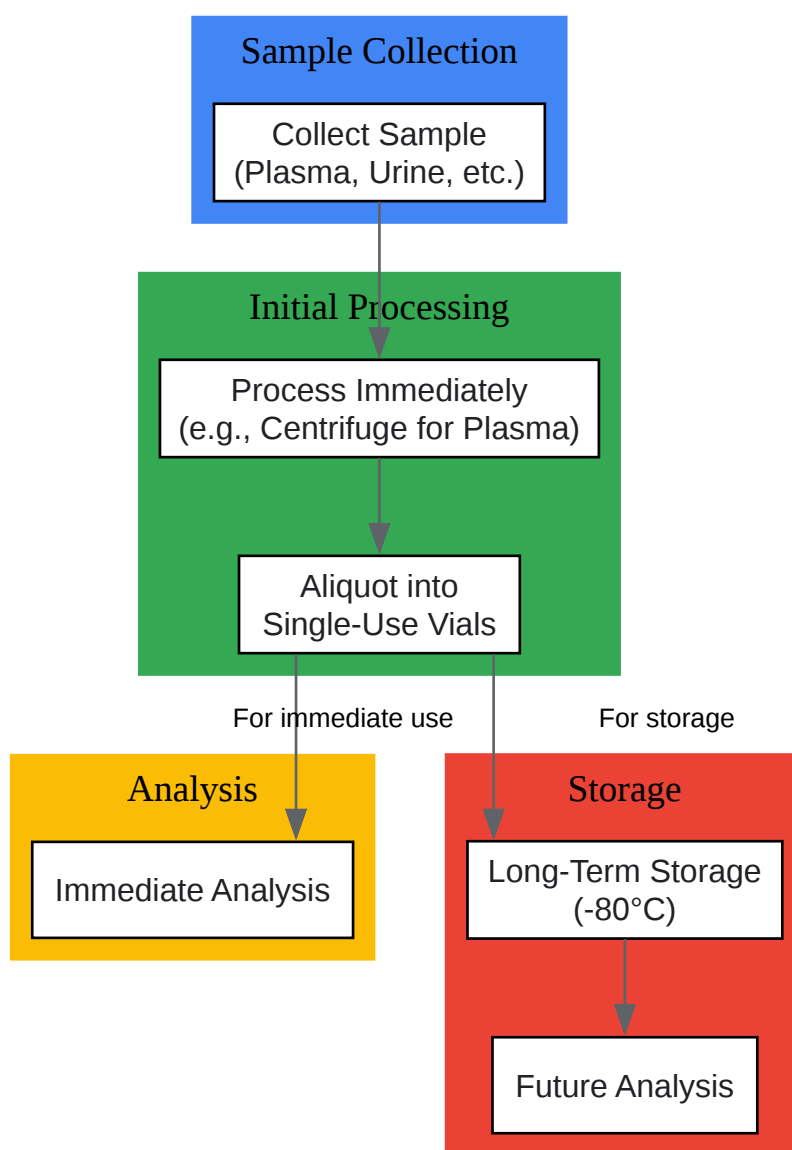 Sample Collection
Collect Sample
(Plasma, Urine, etc.)
Initial Processing
Process Immediately
(e.g., Centrifuge for Plasma)
Aliquot into
Single-Use Vials
For immediate use
For storage
Analysis
Immediate Analysis
Storage
Long-Term Storage
(-80°C)
Future Analysis